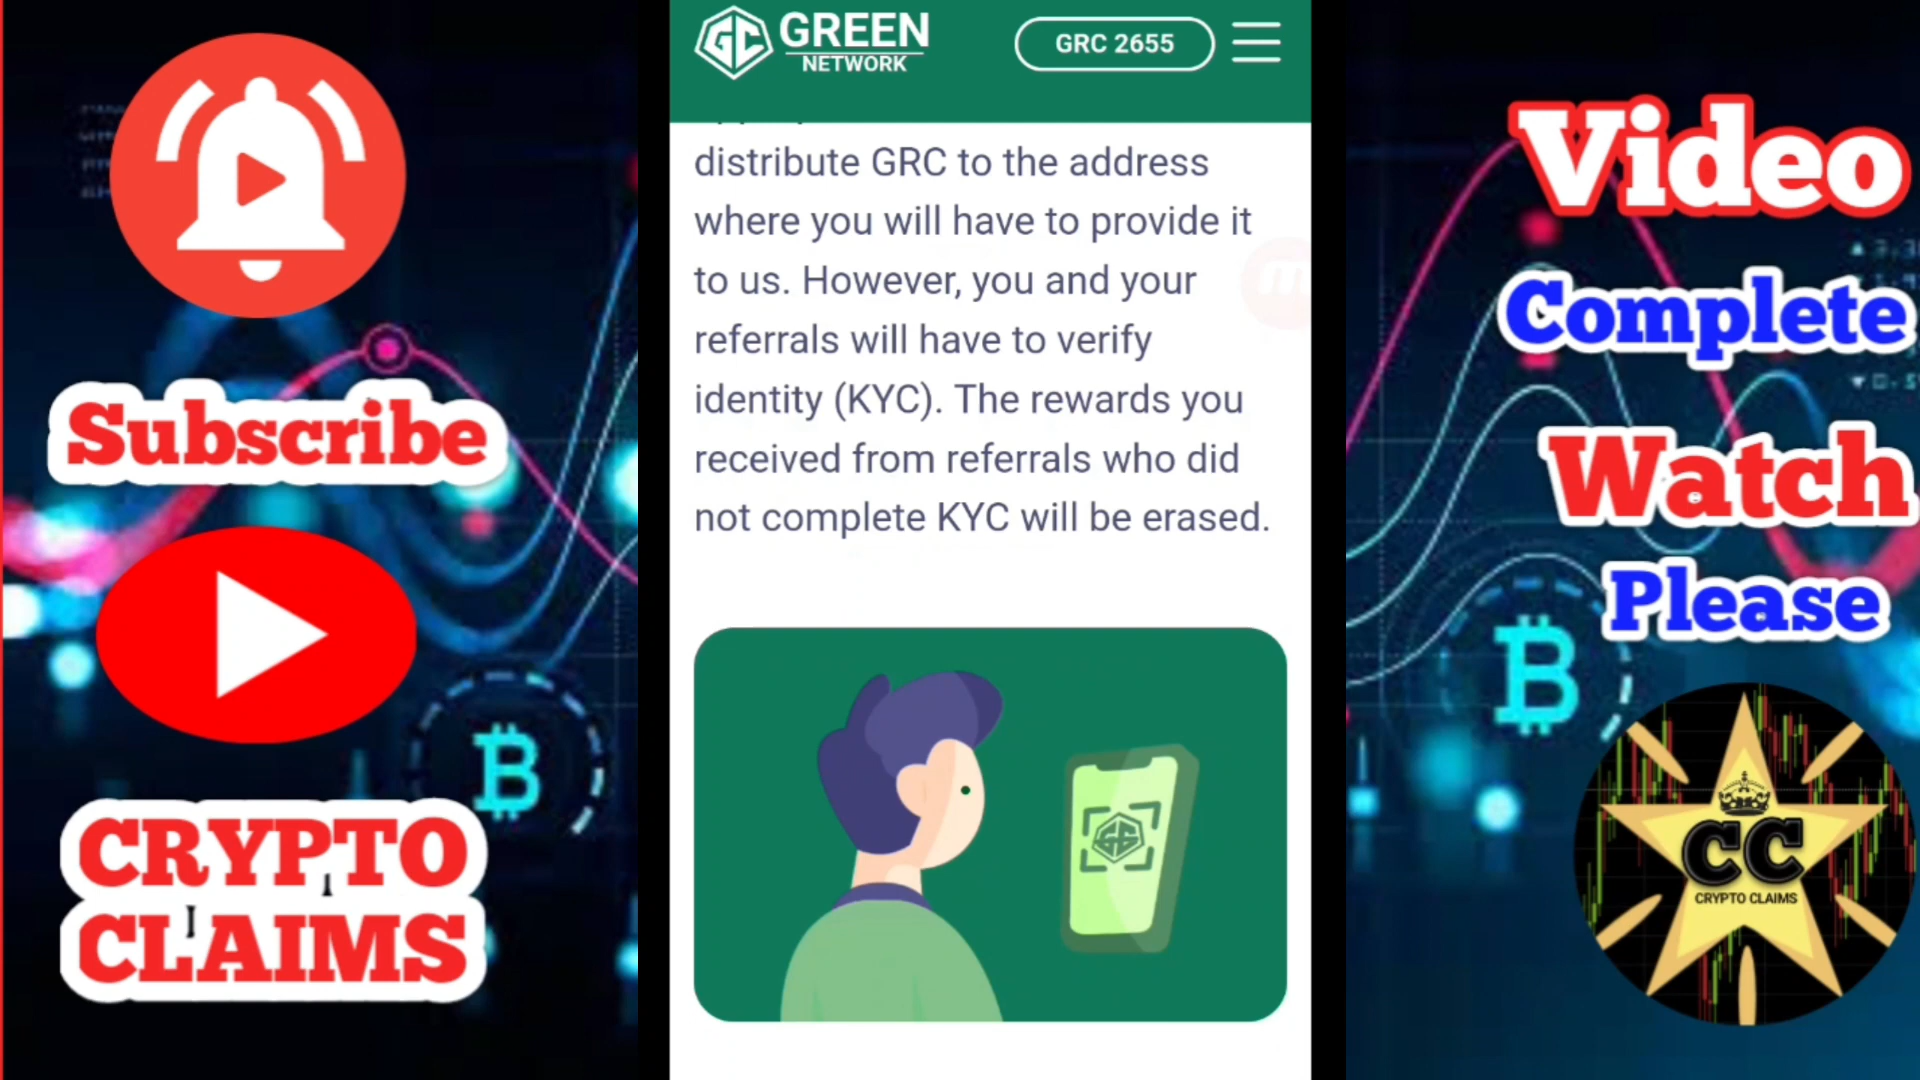 GREEN
NETWORK
GRC 2655
distribute GRC to the address
where you will have to provide it
to us. However, you and your
referrals will have to verify
identity (KYC). The rewards you
received from referrals who did
not complete KYC will be erased.
Subscribe
CRYPTO
CLAIMS
Video
Complete
Watch
Please
CC
CRYPTO CLAIMS